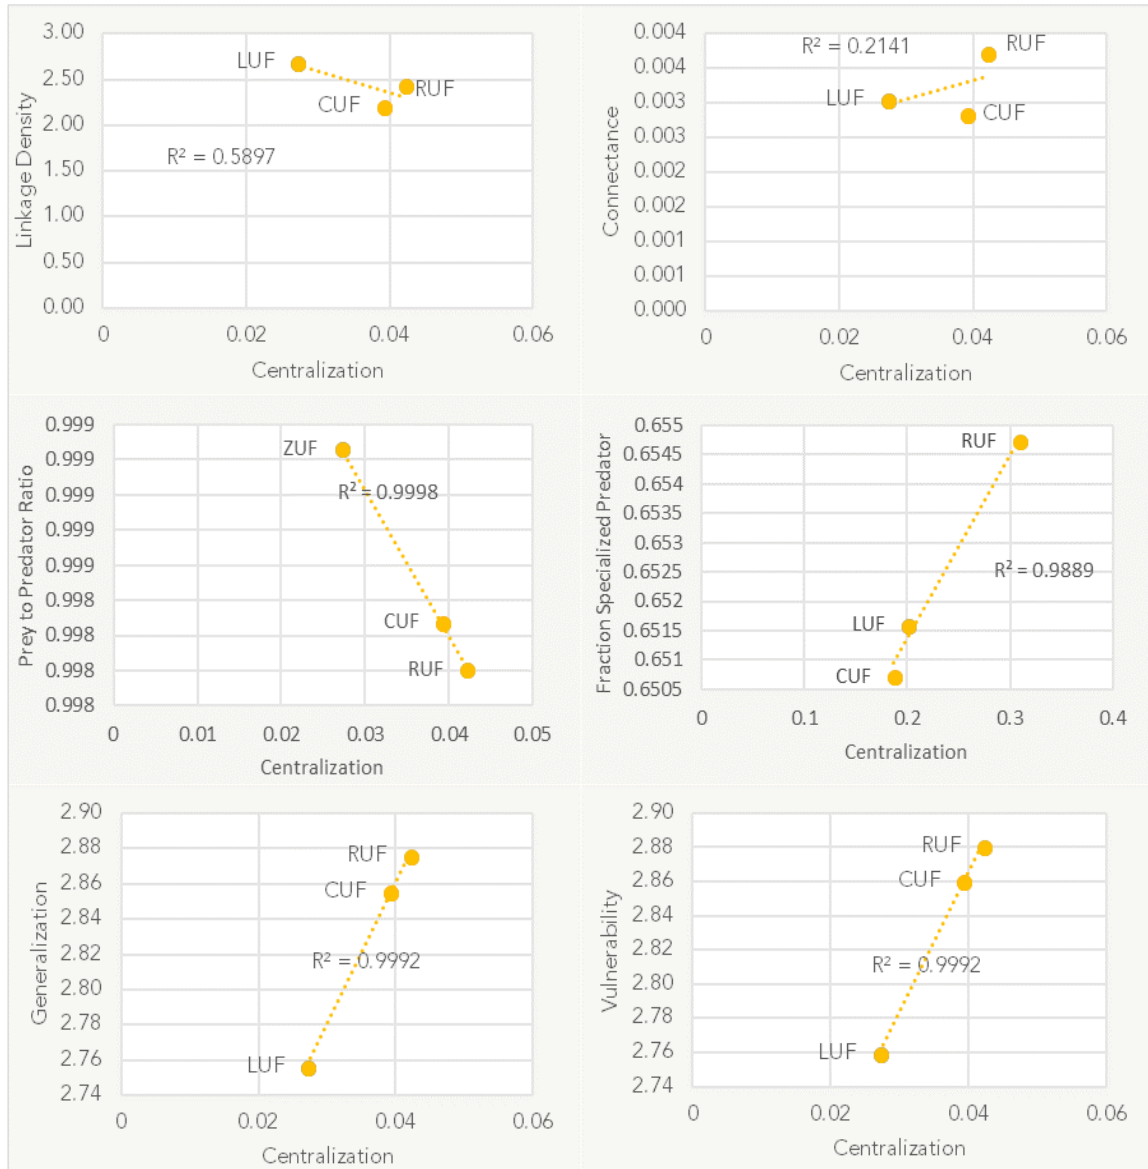 3.00
2.50
2.00
1.50
1.00
0.50
0.00
Linkage Density
LUF
RUF
CUF
R² = 0.5897
0
0.02
0.04
0.06
Centralization
0.004
0.004
0.003
0.003
0.002
0.002
0.001
0.001
0.000
Connectance
R² = 0.2141
RUF
LUF
CUF
0
0.02
0.04
0.06
Centralization
0.999
0.999
0.999
0.999
0.999
0.998
0.998
0.998
0.998
Prey to Predator Ratio
ZUF
R² = 0.9998
CUF
RUF
0
0.01
0.02
0.03
0.04
0.05
Centralization
0.655
0.6545
0.654
0.6535
0.653
0.6525
0.652
0.6515
0.651
0.6505
Fraction Specialized Predator
RUF
R² = 0.9889
LUF
CUF
0
0.1
0.2
0.3
0.4
Centralization
2.90
2.88
2.86
2.84
2.82
2.80
2.78
2.76
2.74
Generalization
RUF
CUF
R² = 0.9992
LUF
0
0.02
0.04
0.06
Centralization
2.90
2.88
2.86
2.84
2.82
2.80
2.78
2.76
2.74
Vulnerability
RUF
CUF
R² = 0.9992
LUF
0
0.02
0.04
0.06
Centralization